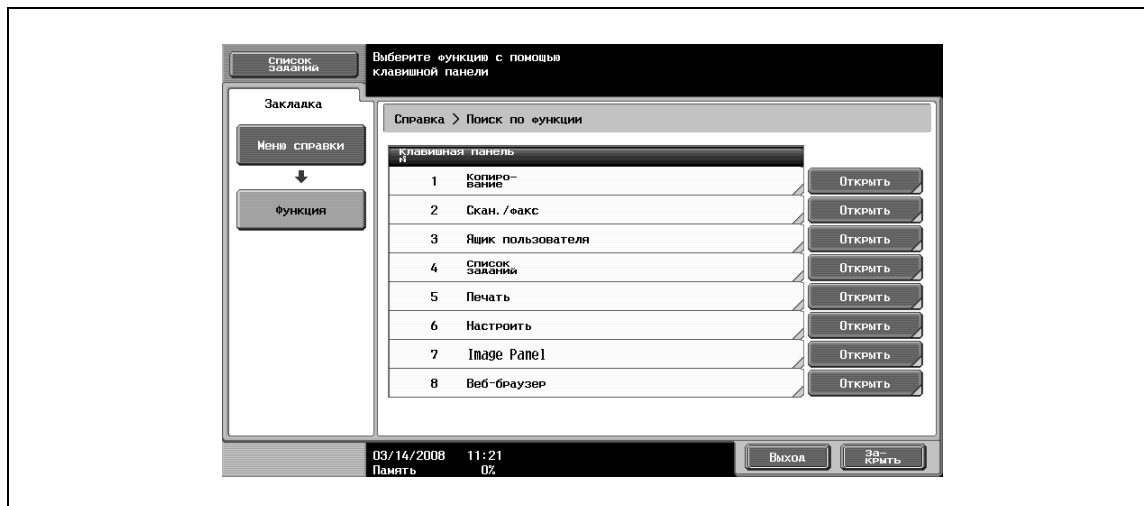 Список
заданий
Выберите функцию с помощью
клавишной панели
Закладка
Меню справки
Функция
Справка > Поиск по функции
Клавишная панель
№
1 Копиро-
вание
Открыть
2 Скан./факс
Открыть
3 Ящик пользователя
Открыть
4 Список
заданий
Открыть
5 Печать
Открыть
6 Настроить
Открыть
7 Image Panel
Открыть
8 Веб-браузер
Открыть
03/14/2008 11:21
Память 0%
Выход
За-
крыть